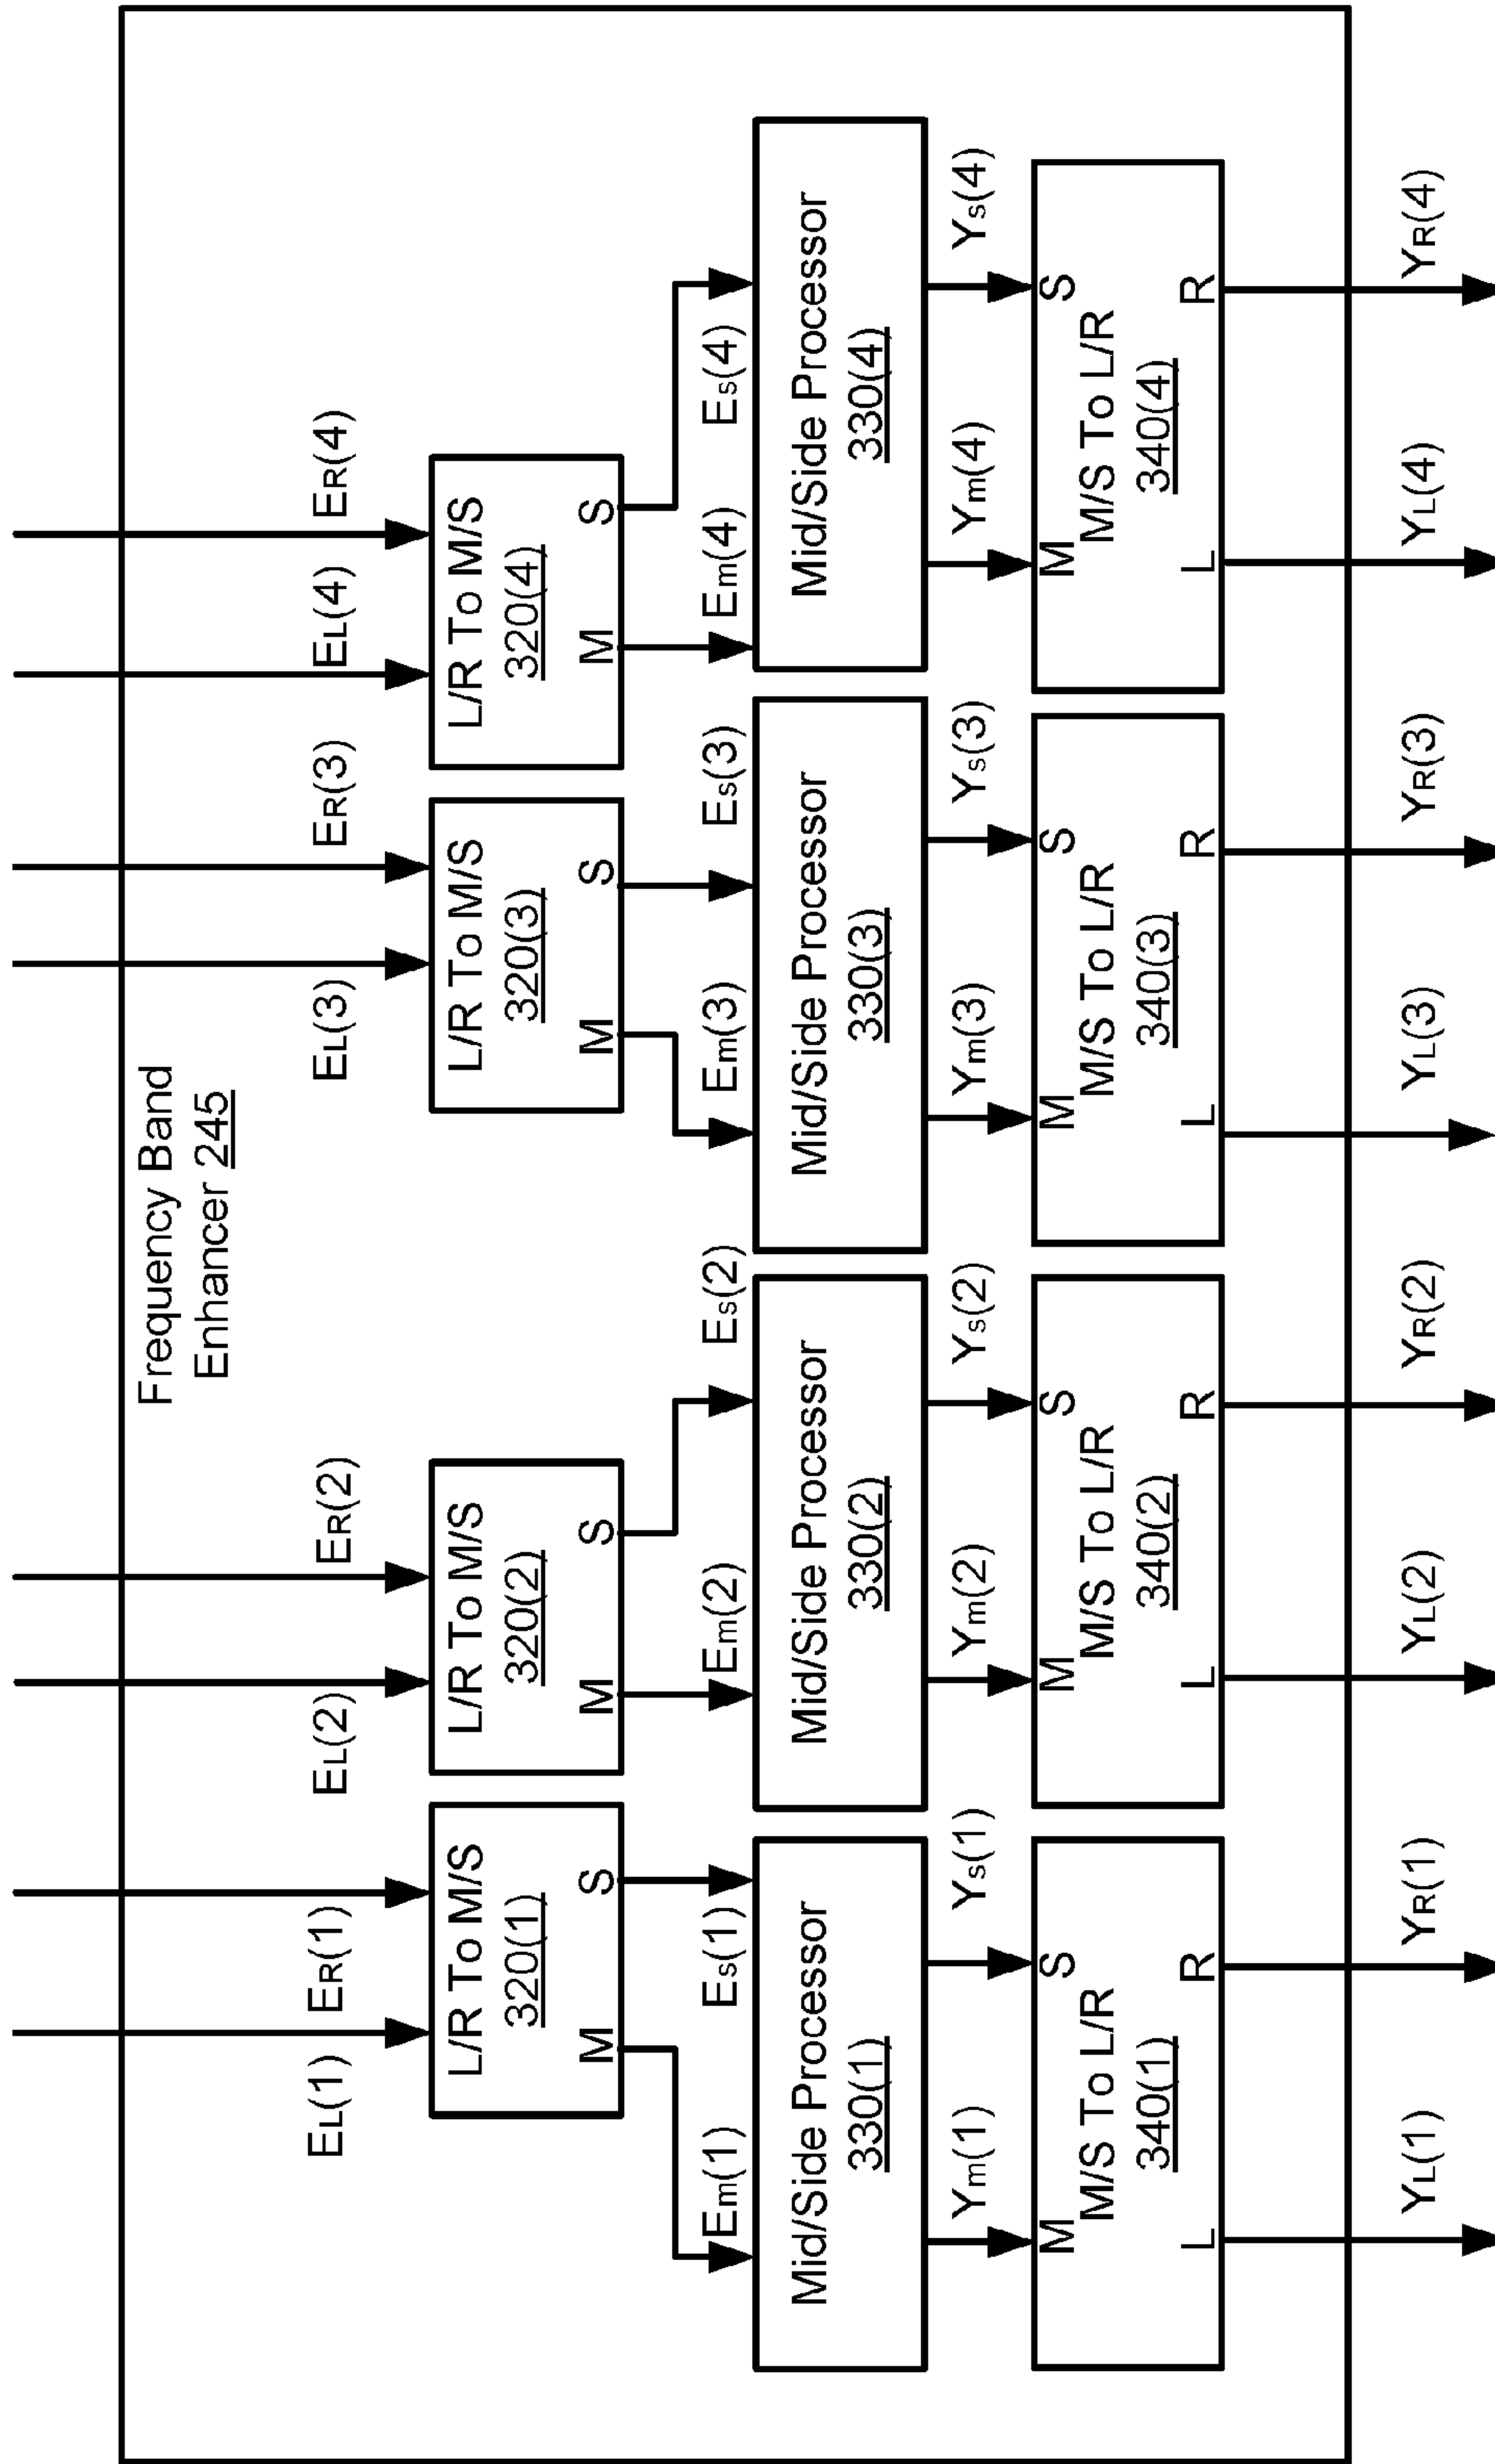 Frequency Band
Enhancer 245
EL(1)
ER(1)
EL(2)
ER(2)
EL(3)
ER(3)
EL(4)
ER(4)
L/R To M/S
320(1)
M
S
L/R To M/S
320(2)
M
S
L/R To M/S
320(3)
M
S
L/R To M/S
320(4)
M
S
Em(1)
Es(1)
Em(2)
Es(2)
Em(3)
Es(3)
Em(4)
Es(4)
Mid/Side Processor
330(1)
Mid/Side Processor
330(2)
Mid/Side Processor
330(3)
Mid/Side Processor
330(4)
Ym(1)
Ys(1)
Ym(2)
Ys(2)
Ym(3)
Ys(3)
Ym(4)
Ys(4)
M
S
M/S To L/R
340(1)
L
R
M
S
M/S To L/R
340(2)
L
R
M
S
M/S To L/R
340(3)
L
R
M
S
M/S To L/R
340(4)
L
R
YL(1)
YR(1)
YL(2)
YR(2)
YL(3)
YR(3)
YL(4)
YR(4)